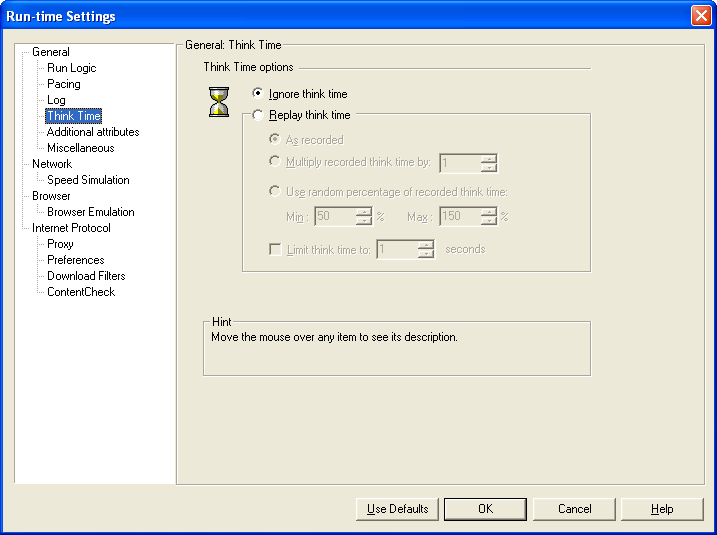 Run-time Settings
General
Run Logic
Pacing
Log
Think Time
Additional attributes
Miscellaneous
Network
Speed Simulation
Browser
Browser Emulation
Internet Protocol
Proxy
Preferences
Download Filters
ContentCheck
General: Think Time
Think Time options
Ignore think time
Replay think time
As recorded
Multiply recorded think time by: 1
Use random percentage of recorded think time:
Min: 50 % Max: 150 %
Limit think time to: 1 seconds
Hint
Move the mouse over any item to see its description.
Use Defaults OK Cancel Help